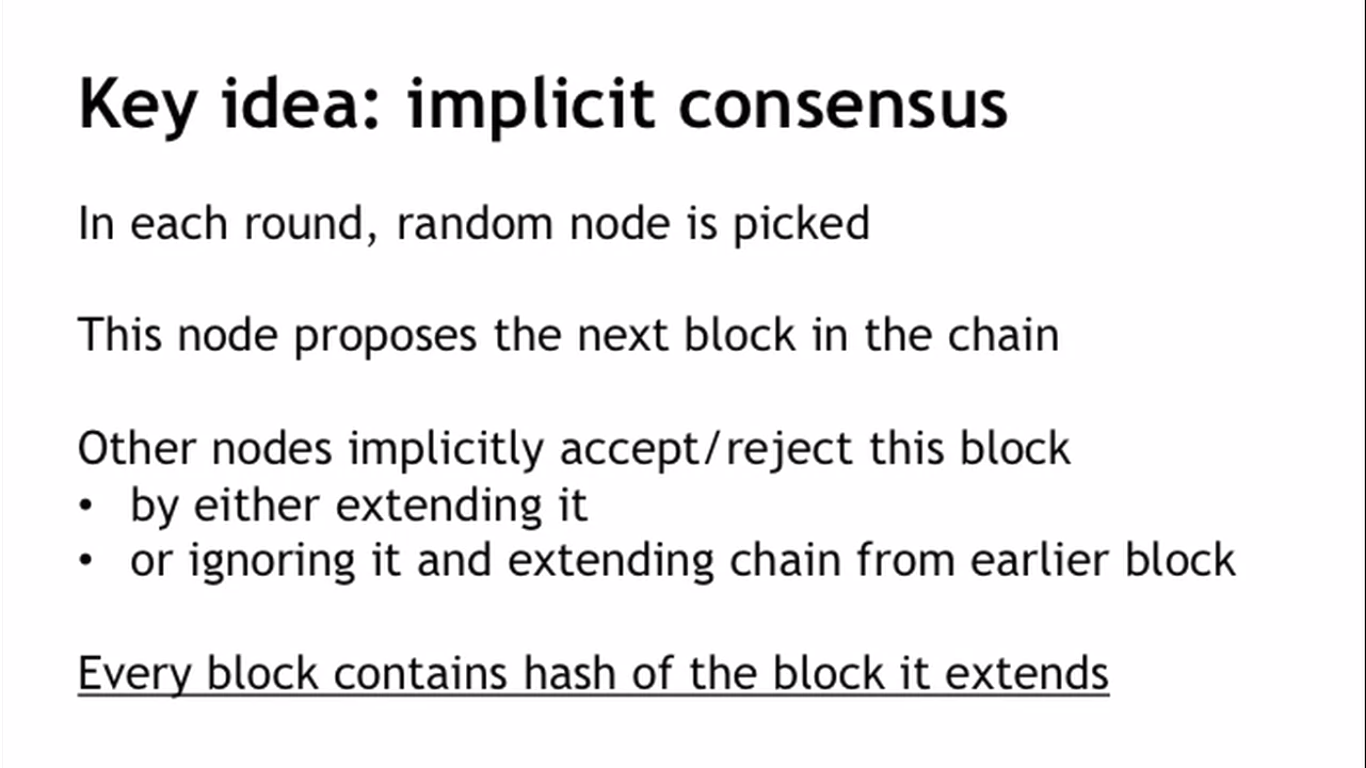 Key idea: implicit consensus
In each round, random node is picked
This node proposes the next block in the chain
Other nodes implicitly accept/reject this block
• by either extending it
• or ignoring it and extending chain from earlier block
Every block contains hash of the block it extends